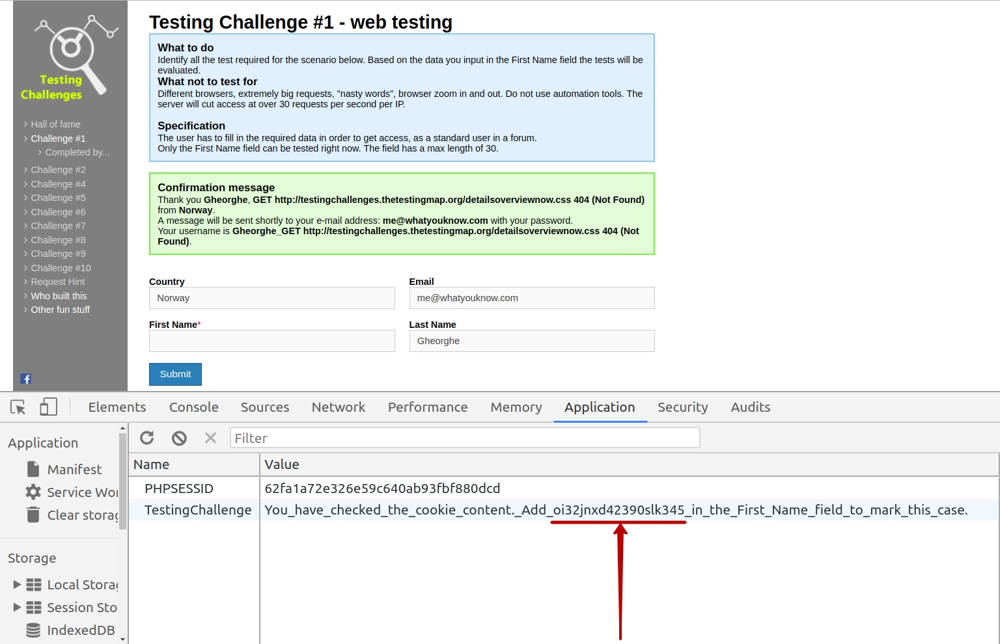 Testing
Challenges
Hall of fame
Challenge #1
Completed by...
Challenge #2
Challenge #4
Challenge #5
Challenge #6
Challenge #7
Challenge #8
Challenge #9
Challenge #10
Request Hint
Who built this
Other fun stuff
Testing Challenge #1 - web testing
What to do
Identify all the test required for the scenario below. Based on the data you input in the First Name field the tests will be
evaluated.
What not to test for
Different browsers, extremely big requests, "nasty words", browser zoom in and out. Do not use automation tools. The
server will cut access at over 30 requests per second per IP.
Specification
The user has to fill in the required data in order to get access, as a standard user in a forum.
Only the First Name field can be tested right now. The field has a max length of 30.
Confirmation message
Thank you Gheorghe, GET http://testingchallenges.thetestingmap.org/detailsoverviewnow.css 404 (Not Found)
from Norway.
A message will be sent shortly to your e-mail address: me@whatyouknow.com with your password.
Your username is Gheorghe_GET http://testingchallenges.thetestingmap.org/detailsoverviewnow.css 404 (Not
Found).
Country
Norway
Email
me@whatyouknow.com
First Name*
Last Name
Gheorghe
Submit
Elements Console Sources Network Performance Memory Application Security Audits
Application
Manifest
Service Wor
Clear storag
Storage
Local Storag
Session Sto
IndexedDB
Filter
Name Value
PHPSESSID 62fa1a72e326e59c640ab93fbf880dcd
TestingChallenge You_have_checked_the_cookie_content._Add_oi32jnxd42390slk345_in_the_First_Name_field_to_mark_this_case.